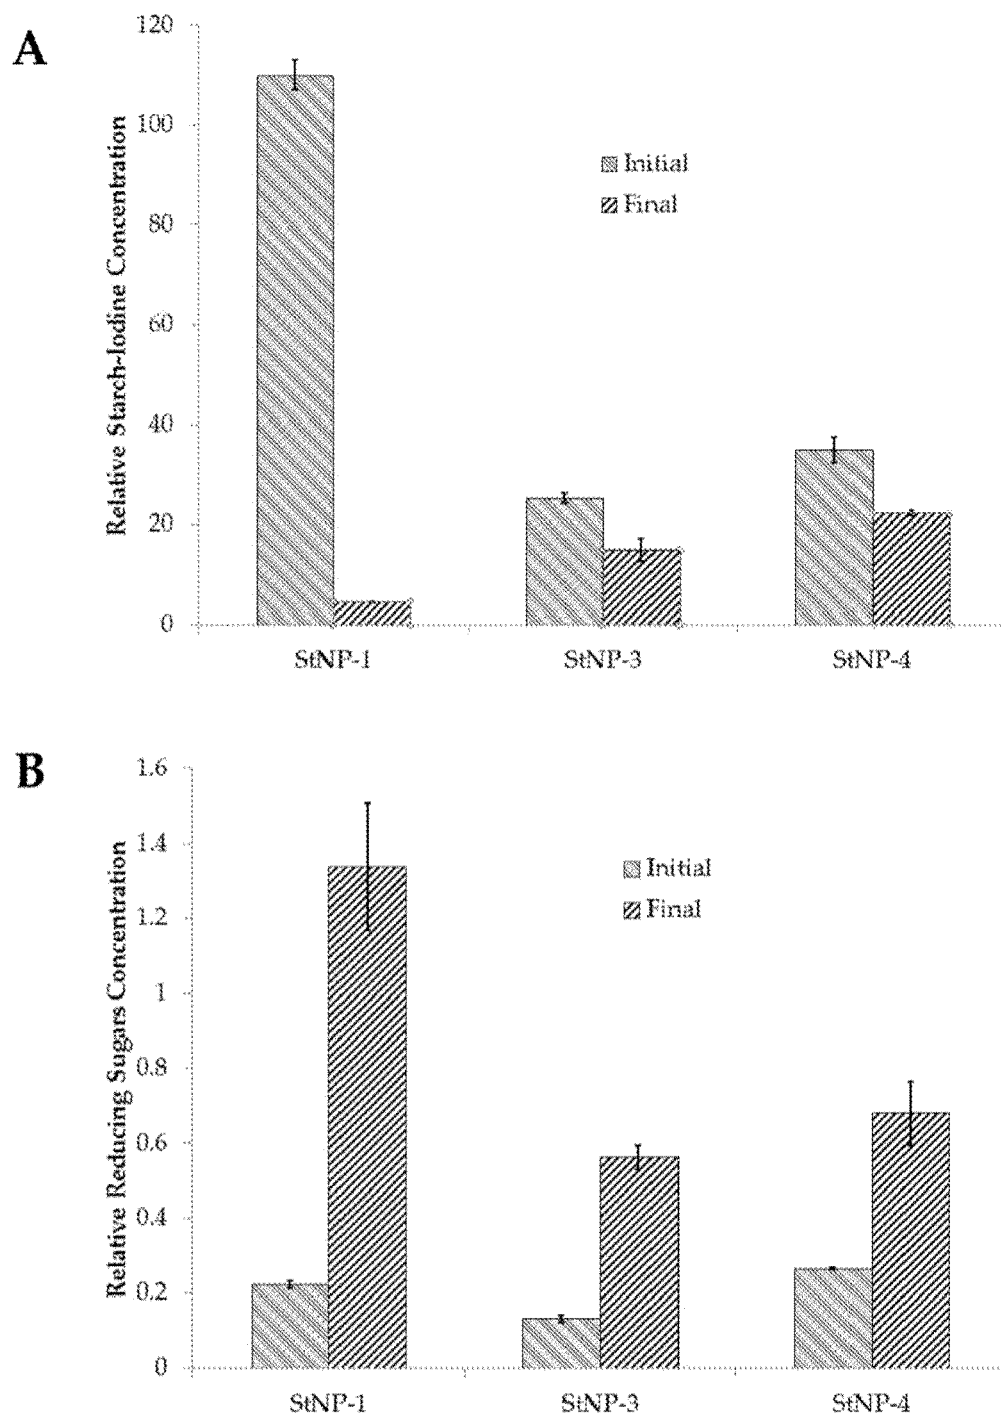 A
Relative Starch-Iodine Concentration
120
100
80
60
40
20
0
Initial
Final
StNP-1
StNP-3
StNP-4
B
Relative Reducing Sugars Concentration
1.6
1.4
1.2
1
0.8
0.6
0.4
0.2
0
Initial
Final
StNP-1
StNP-3
StNP-4